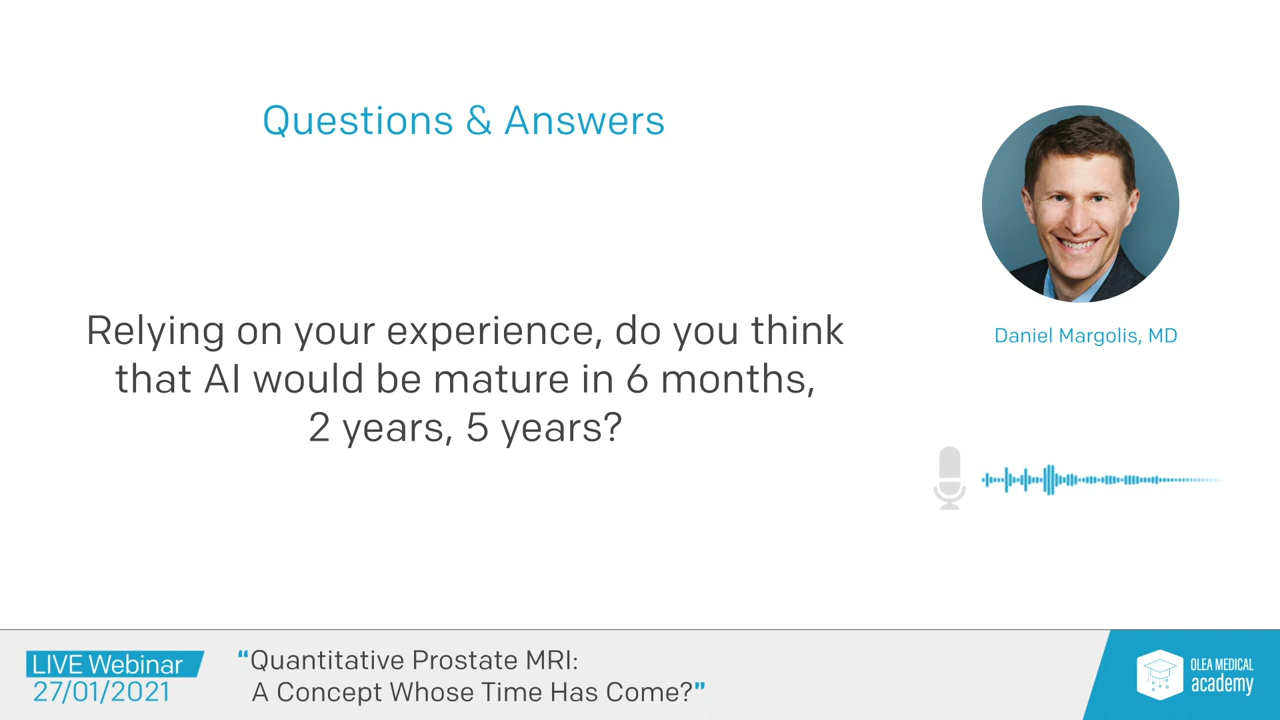 Questions & Answers
Relying on your experience, do you think
that AI would be mature in 6 months,
2 years, 5 years?
Daniel Margolis, MD
LIVE Webinar
27/01/2021
“Quantitative Prostate MRI:
A Concept Whose Time Has Come?”
OLEA MEDICAL
academy